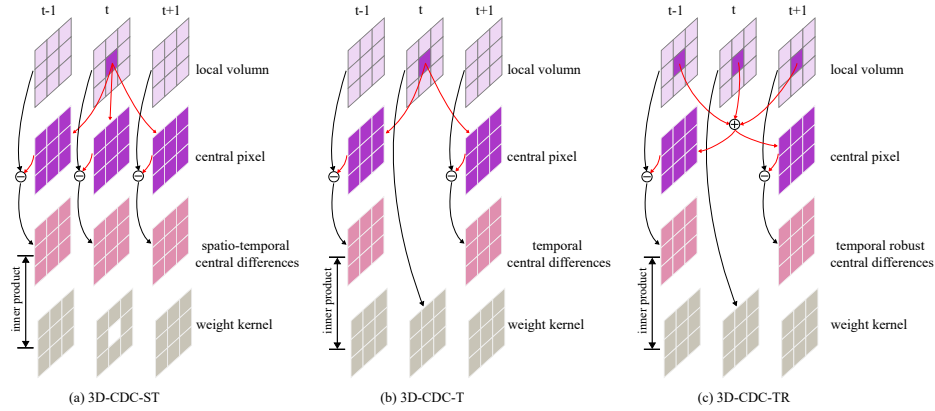 t-1 t t+1
local volumn
central pixel
spatio-temporal
central differences
inner product
weight kernel
(a) 3D-CDC-ST
t-1 t t+1
local volumn
central pixel
temporal
central differences
inner product
weight kernel
(b) 3D-CDC-T
t-1 t t+1
local volumn
central pixel
temporal robust
central differences
inner product
weight kernel
(c) 3D-CDC-TR